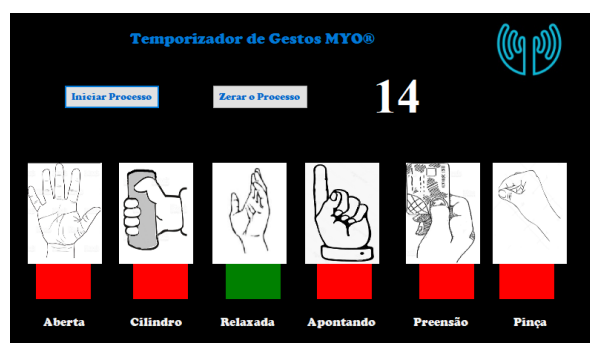 Temporizador de Gestos MYO®
Iniciar Processo
Zerar o Processo
14
Aberta
Cilindro
Relaxada
Apontando
Preensão
Pinça